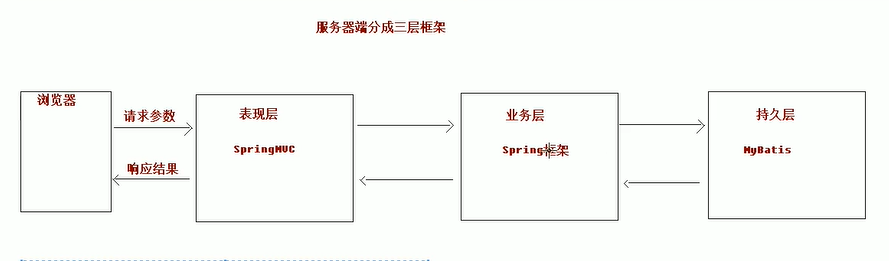 服务器端分成三层框架
浏览器
请求参数
响应结果
表现层
SpringMVC
业务层
Spring框架
持久层
MyBatis